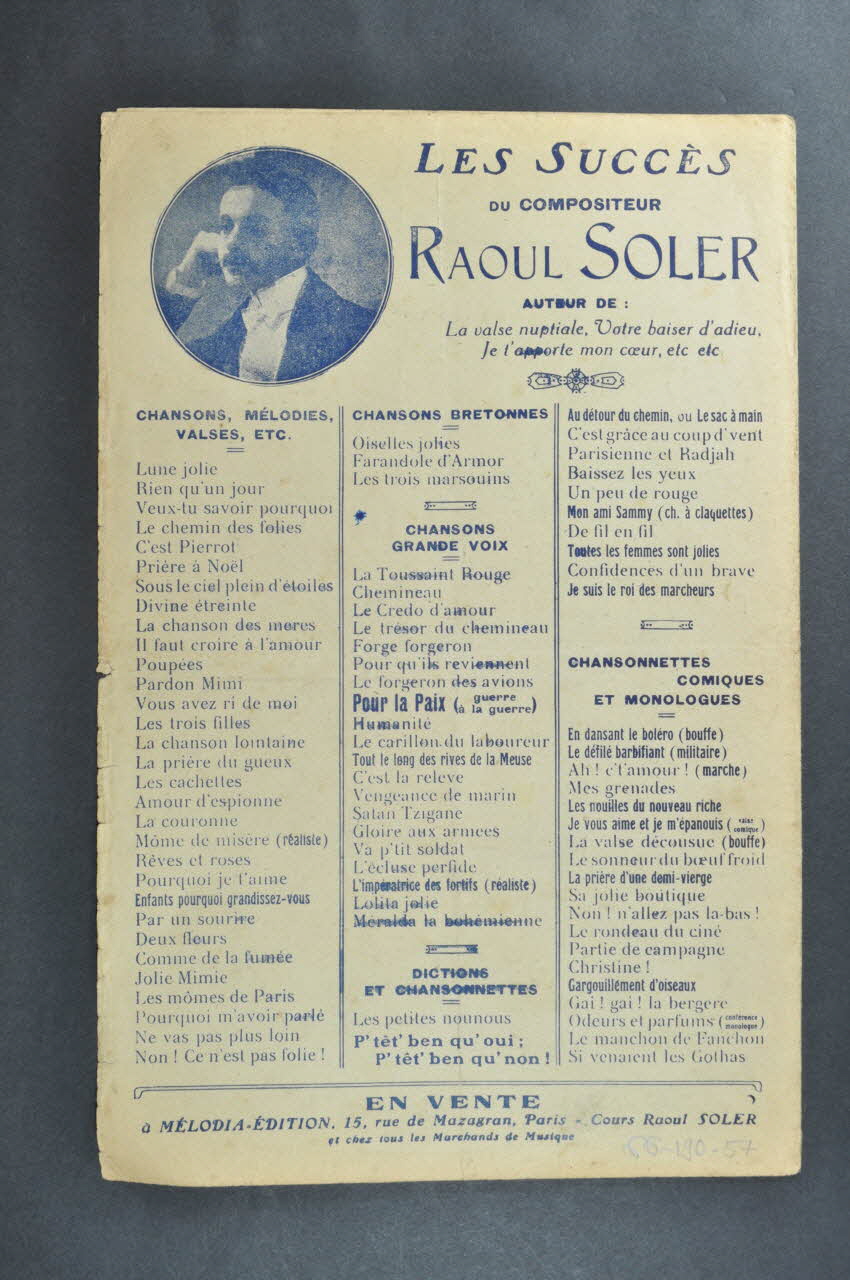 LES SUCCÈS
DU COMPOSITEUR
RAOUL SOLER
AUTEUR DE :
La valse nuptiale, Votre baiser d'adieu,
Je t'apporte mon cœur, etc etc
CHANSONS, MÉLODIES,
VALSES, ETC.
Lune jolie
Rien qu'un jour
Veux-tu savoir pourquoi
Le chemin des folies
C'est Pierrot
Prière à Noël
Sous le ciel plein d'étoiles
Divine étreinte
La chanson des meres
Il faut croire à l'amour
Poupées
Pardon Mimi
Vous avez ri de moi
Les trois filles
La chanson lointaine
La prière du gueux
Les cachettes
Amour d'espionne
La couronne
Môme de misère (réaliste)
Rêves et roses
Pourquoi je t'aime
Enfants pourquoi grandissez-vous
Par un sourire
Deux fleurs
Comme de la fumée
Jolie Mimie
Les mômes de Paris
Pourquoi m'avoir parlé
Ne vas pas plus loin
Non ! Ce n'est pas folie !
CHANSONS BRETONNES
Oiselles jolies
Farandole d'Armor
Les trois marsouins
CHANSONS
GRANDE VOIX
La Toussaint Rouge
Chemineau
Le Credo d'amour
Le trésor du chemineau
Forge forgeron
Pour qu'ils reviennent
Le forgeron des avions
Pour la Paix (guerre à la guerre)
Humanité
Le carillon du laboureur
Tout le long des rives de la Meuse
C'est la releve
Vengeance de marin
Satan Tzigane
Gloire aux armees
Va p'tit soldat
L'écluse perfide
L'impératrice des fortifs (réaliste)
Lolita jolie
Méralda la bohémienne
DICTIONS
ET CHANSONNETTES
Les petites nounous
P'têt' ben qu'oui ;
P'têt' ben qu'non !
Au détour du chemin, ou Le sac à main
C'est grâce au coup d'vent
Parisienne et Radjah
Baissez les yeux
Un peu de rouge
Mon ami Sammy (ch. à claquettes)
De fil en fil
Toutes les femmes sont jolies
Confidences d'un brave
Je suis le roi des marcheurs
CHANSONNETTES
COMIQUES
ET MONOLOGUES
En dansant le boléro (bouffe)
Le défilé barbifiant (militaire)
Ah ! c't'amour ! (marche)
Mes grenades
Les nouilles du nouveau riche
Je vous aime et je m'épanouis (valse comique)
La valse décousue (bouffe)
Le sonneur du bœuf froid
La prière d'une demi-vierge
Sa jolie boutique
Non ! n'allez pas la-bas !
Le rondeau du ciné
Partie de campagne
Christine !
Gargouillement d'oiseaux
Gai ! gai ! la bergere
Odeurs et parfums (conférence monologue)
Le manchon de Fanchon
Si venaient les Gothas
EN VENTE
à MÉLODIA-ÉDITION, 15, rue de Mazagran, Paris - Cours Raoul SOLER
et chez tous les Marchands de Musique